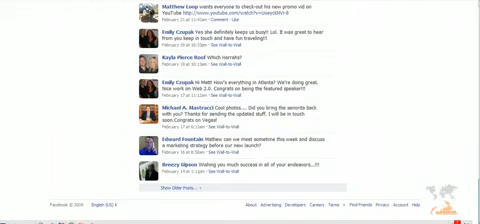 Matthew Loop wants everyone to check-out his new promo vid on
YouTube
February 21 at 11:41am · Comment · Like
Emily Czupak Yes she definitely keeps us busy!! Lol. It was great to hear
from you keep in touch and have fun traveling!!!
February 19 at 10:33pm · See Wall-to-Wall
Kayla Pierce Roof Which Harrahs?
February 19 at 5:11pm · See Wall-to-Wall
Emily Czupak Hi Matt! How's everything in Atlanta? We're doing great.
Nice work on Web 2.0. Congrats on being the featured speaker!!!
February 17 at 11:12am · See Wall-to-Wall
Michael A. Mastracci Cool photos.... Did you bring the senorita back
with you? Thanks for sending the updated stuff. I will be in touch
soon.Congrats on Vegas!
February 17 at 6:12am · See Wall-to-Wall
Edward Fountain Mathew can we meet sometime this week and discuss
a marketing strategy before our new launch?
February 16 at 8:50am · See Wall-to-Wall
Breezy Gipson Wishing you much success in all of your endeavors...!!!
February 14 at 1:11pm · See Wall-to-Wall
Show Older Posts...
Facebook © 2009 English (US)
About Advertising Developers Careers Terms · Find Friends Privacy Account Help